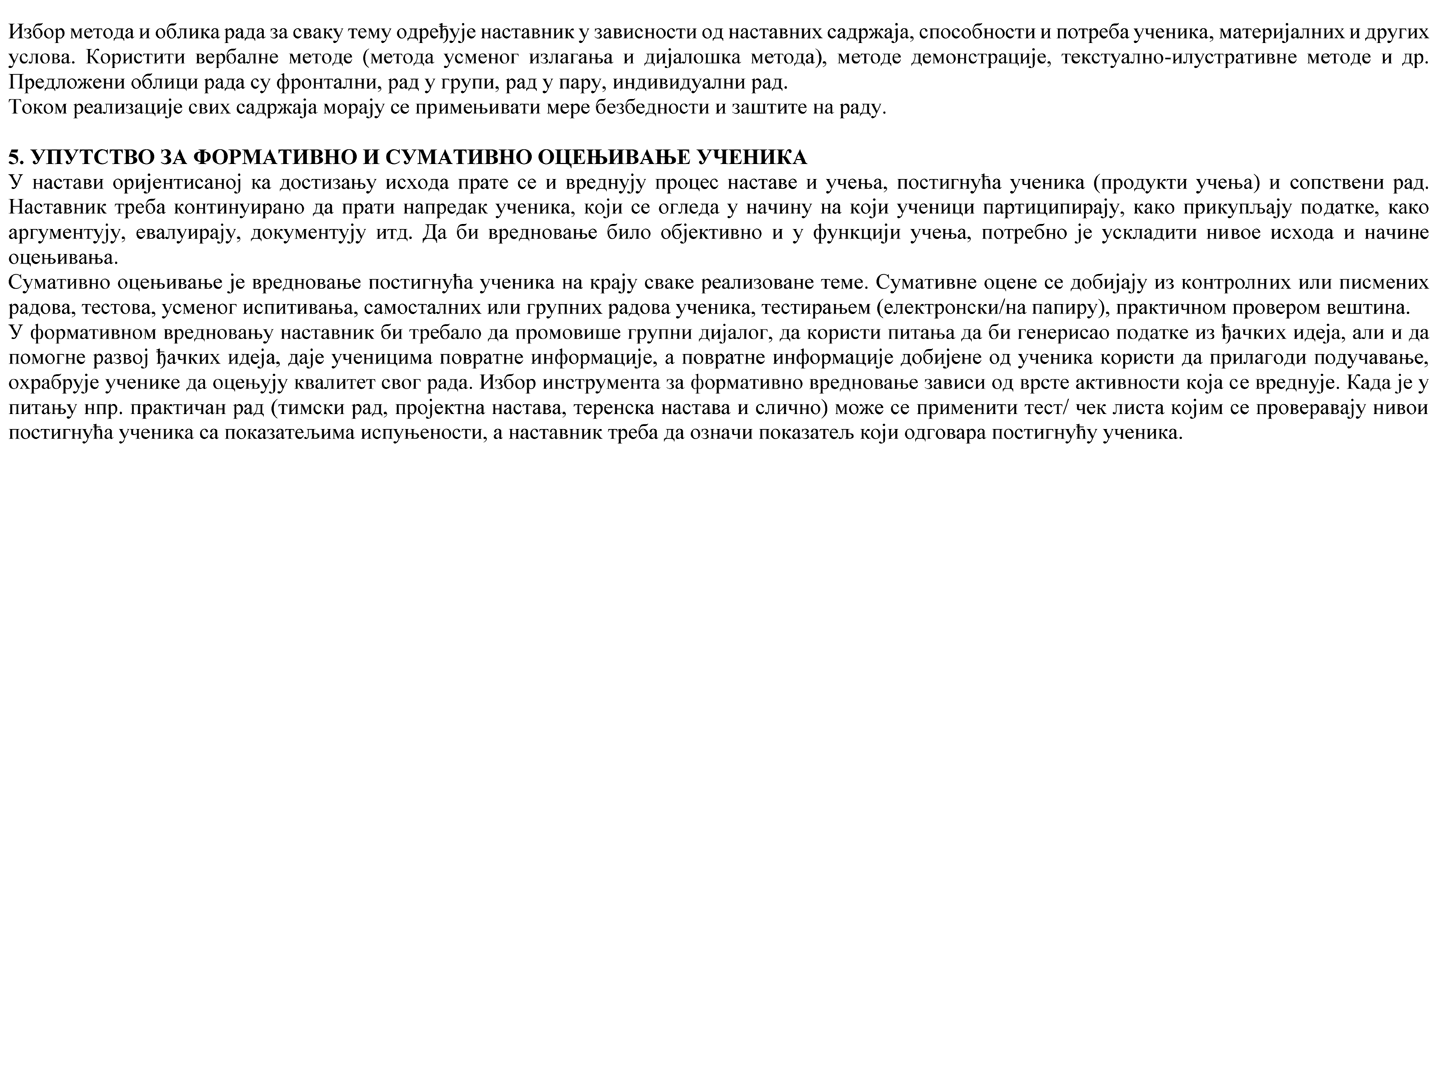 Избор метода и облика рада за сваку тему одређује наставник у зависности од наставних садржаја, способности и потреба ученика, материјалних и других
услова. Користити вербалне методе (метода усменог излагања и дијалошка метода), методе демонстрације, текстуално-илустративне методе и др.
Предложени облици рада су фронтални, рад у групи, рад у пару, индивидуални рад.
Током реализације свих садржаја морају се примењивати мере безбедности и заштите на раду.
5. УПУТСТВО ЗА ФОРМАТИВНО И СУМАТИВНО ОЦЕЊИВАЊЕ УЧЕНИКА
У настави оријентисаној ка достизању исхода прате се и вреднују процес наставе и учења, постигнућа ученика (продукти учења) и сопствени рад.
Наставник треба континуирано да прати напредак ученика, који се огледа у начину на који ученици партиципирају, како прикупљају податке, како
аргументују, евалуирају, документују итд. Да би вредновање било објективно и у функцији учења, потребно је ускладити нивое исхода и начине
оцењивања.
Сумативно оцењивање је вредновање постигнућа ученика на крају сваке реализоване теме. Сумативне оцене се добијају из контролних или писмених
радова, тестова, усменог испитивања, самосталних или групних радова ученика, тестирањем (електронски/на папиру), практичном провером вештина.
У формативном вредновању наставник би требало да промовише групни дијалог, да користи питања да би генерисао податке из ђачких идеја, али и да
помогне развој ђачких идеја, даје ученицима повратне информације, а повратне информације добијене од ученика користи да прилагоди подучавање,
охрабрује ученике да оцењују квалитет свог рада. Избор инструмента за формативно вредновање зависи од врсте активности која се вреднује. Када је у
питању нпр. практичан рад (тимски рад, пројектна настава, теренска настава и слично) може се применити тест/ чек листа којим се проверавају нивои
постигнућа ученика са показатељима испуњености, а наставник треба да означи показатељ који одговара постигнућу ученика.